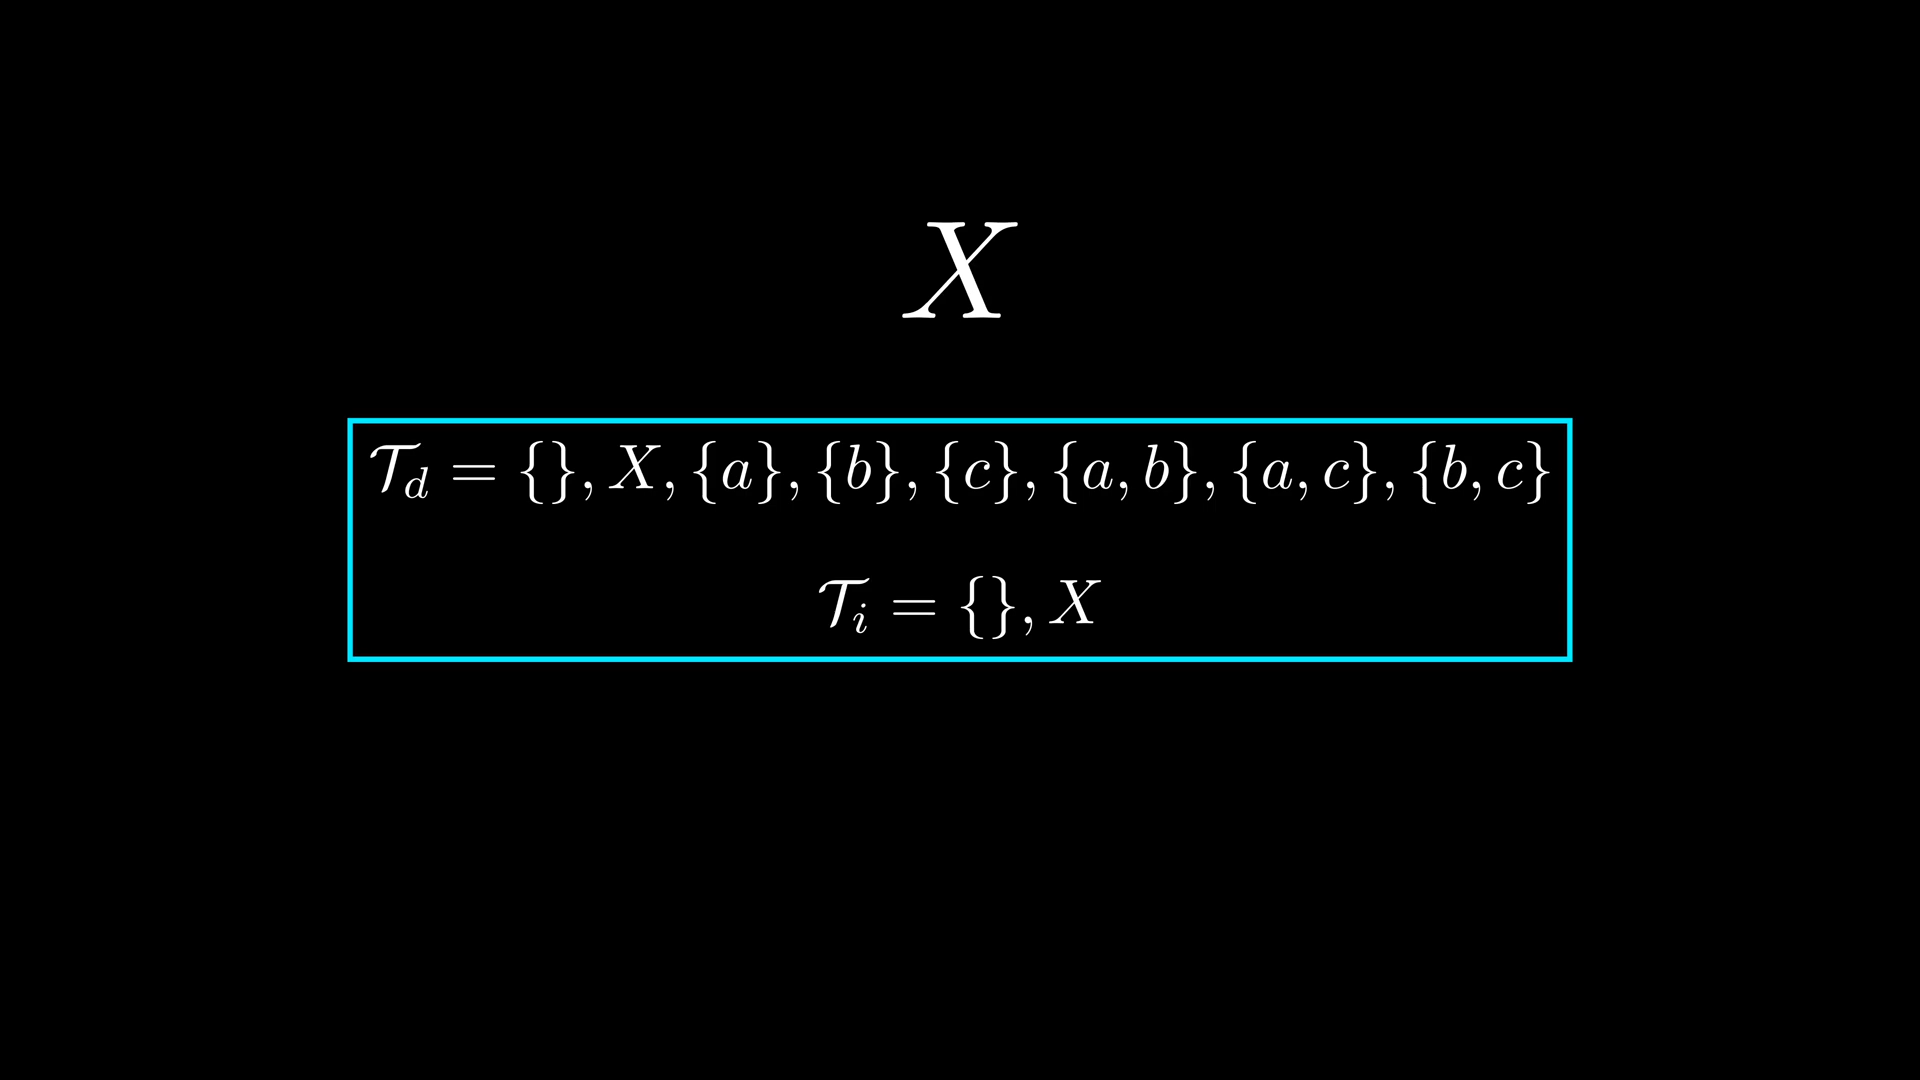 X
𝒯_d = {}, X, {a}, {b}, {c}, {a, b}, {a, c}, {b, c}
𝒯_i = {}, X